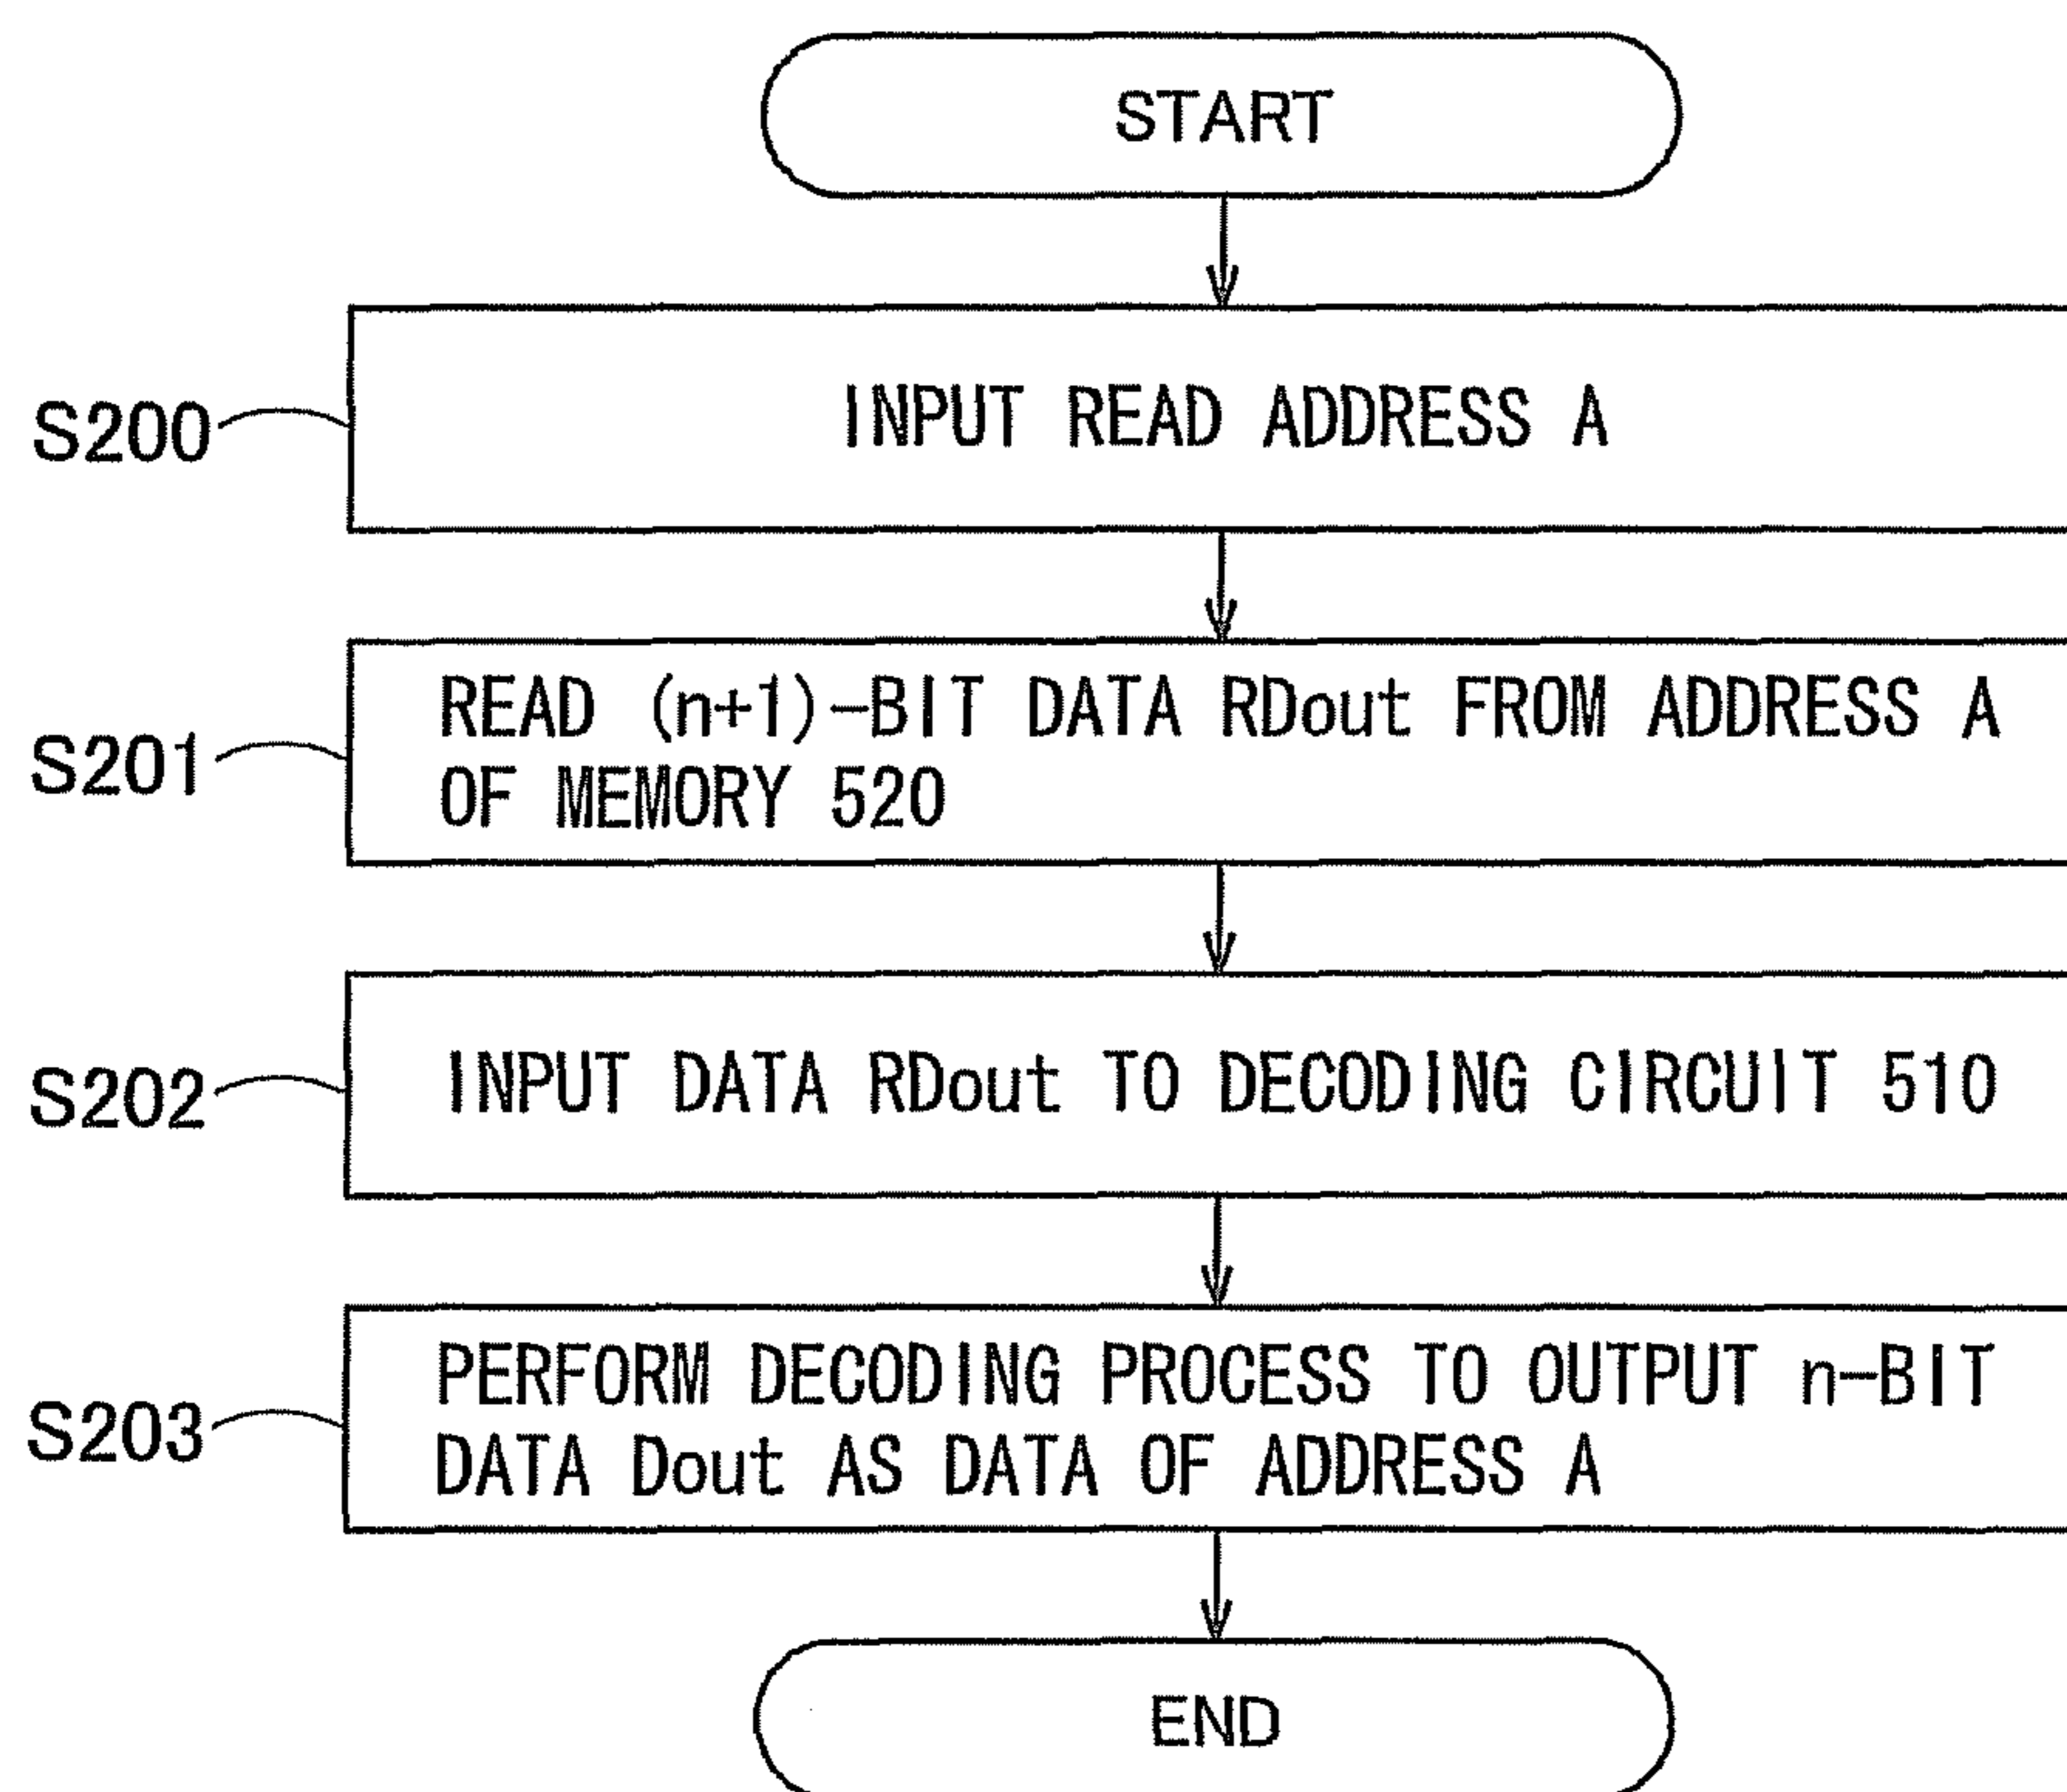 START
S200
INPUT READ ADDRESS A
S201
READ (n+1)-BIT DATA RDout FROM ADDRESS A
OF MEMORY 520
S202
INPUT DATA RDout TO DECODING CIRCUIT 510
S203
PERFORM DECODING PROCESS TO OUTPUT n-BIT
DATA Dout AS DATA OF ADDRESS A
END